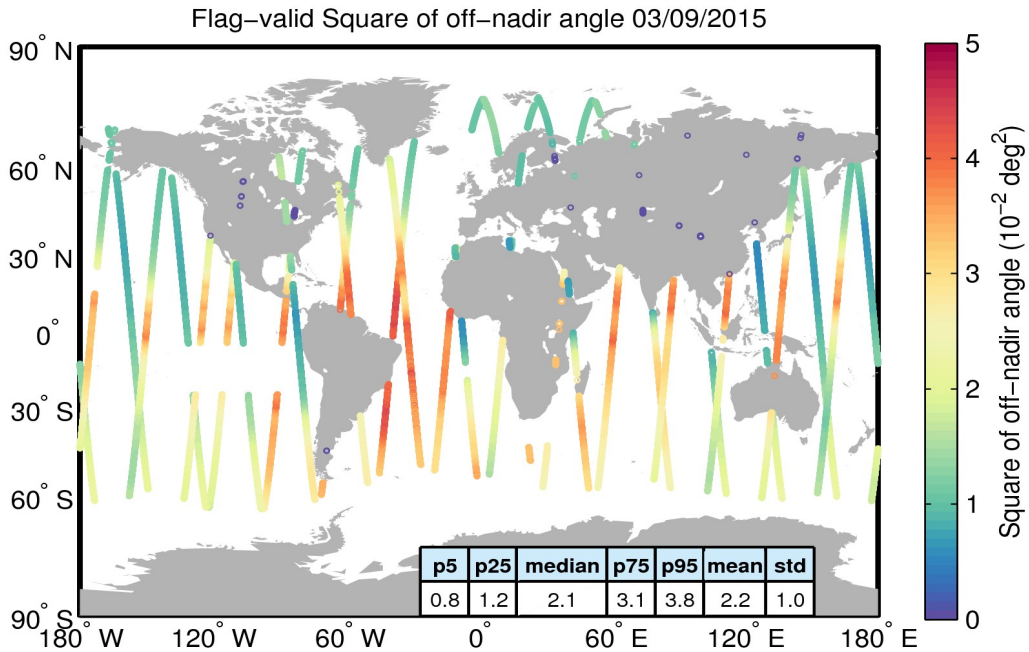 Flag−valid Square of off−nadir angle 03/09/2015
90° N
60° N
30° N
0°
30° S
60° S
90° S
180° W
120° W
60° W
0°
60° E
120° E
180° E
p5 p25 median p75 p95 mean std
0.8 1.2 2.1 3.1 3.8 2.2 1.0
5
4
3
2
1
0
Square of off−nadir angle (10⁻² deg²)